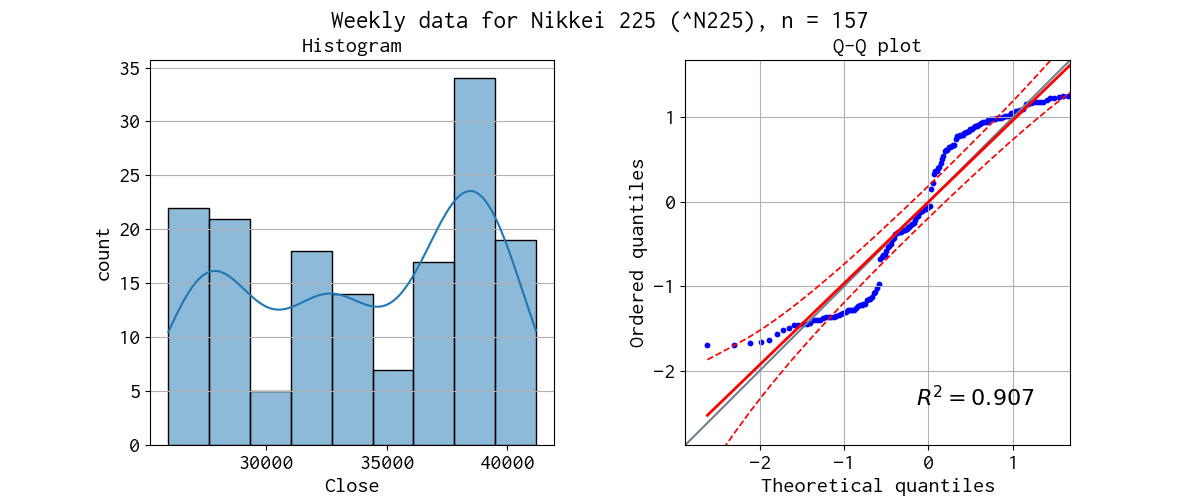 Weekly data for Nikkei 225 (^N225), n = 157
Histogram
35
30
25
20
15
10
5
0
count
30000 35000 40000
Close
Q-Q plot
1
0
−1
−2
Ordered quantiles
R² = 0.907
−2 −1 0 1
Theoretical quantiles